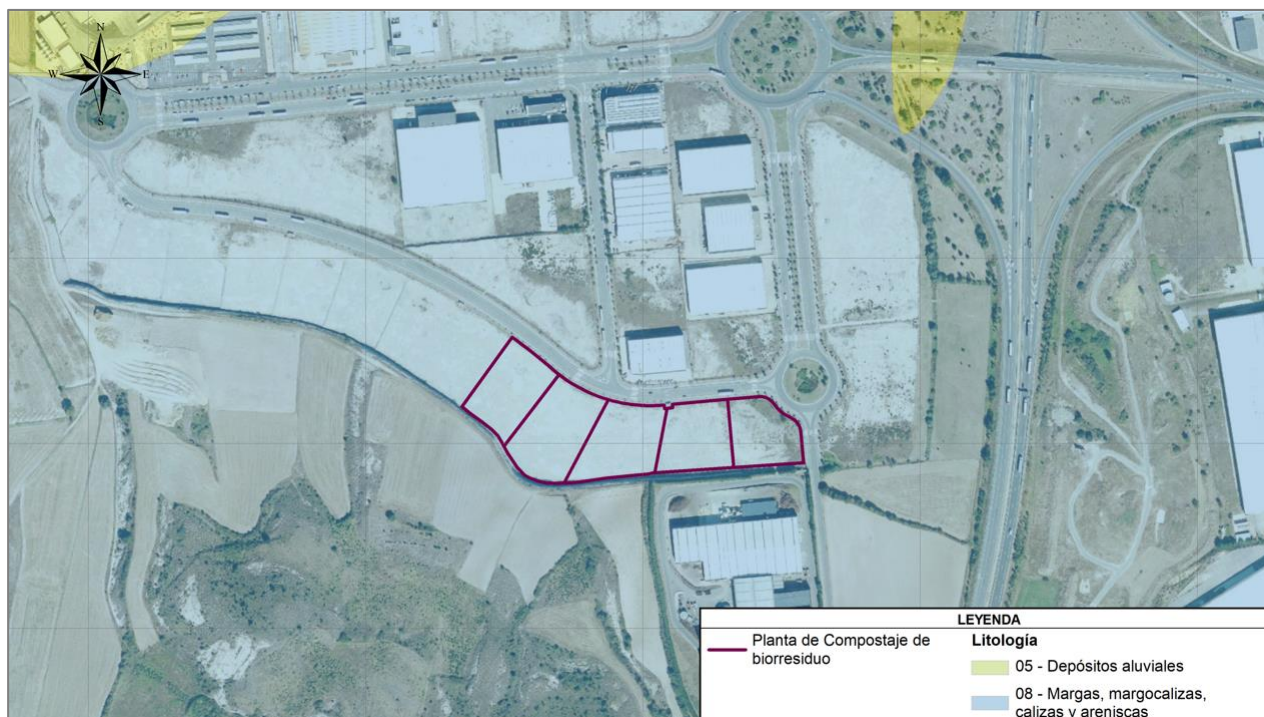 N
W E
S
LEYENDA
Planta de Compostaje de
biorresiduo
Litología
05 - Depósitos aluviales
08 - Margas, margocalizas,
calizas y areniscas